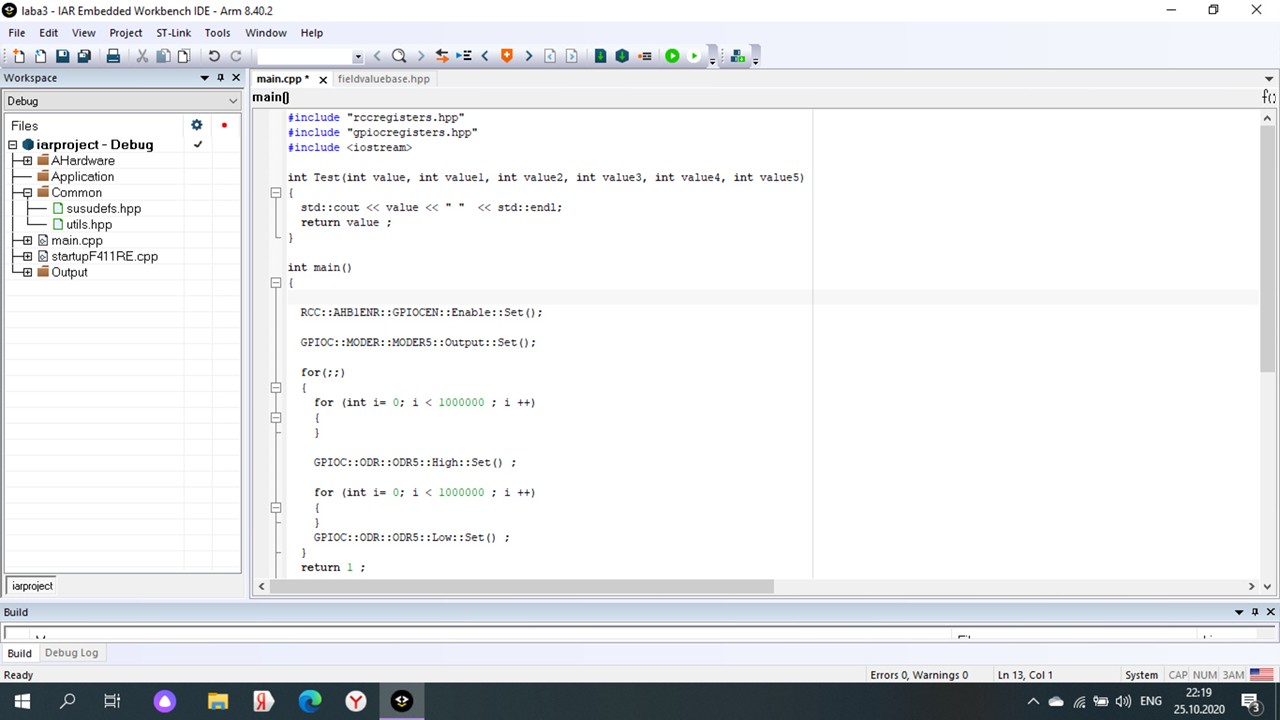 laba3 - IAR Embedded Workbench IDE - Arm 8.40.2
File Edit View Project ST-Link Tools Window Help
Workspace
main.cpp * fieldvaluebase.hpp
Debug
main() f()
Files
iarproject - Debug
AHardware
Application
Common
susudefs.hpp
utils.hpp
main.cpp
startupF411RE.cpp
Output
#include "rccregisters.hpp"
#include "gpiocregisters.hpp"
#include <iostream>
int Test(int value, int value1, int value2, int value3, int value4, int value5)
{
std::cout << value << " " << std::endl;
return value ;
}
int main()
{
RCC::AHB1ENR::GPIOCEN::Enable::Set();
GPIOC::MODER::MODER5::Output::Set();
for(;;)
{
for (int i= 0; i < 1000000 ; i ++)
{
}
GPIOC::ODR::ODR5::High::Set() ;
for (int i= 0; i < 1000000 ; i ++)
{
}
GPIOC::ODR::ODR5::Low::Set() ;
}
return 1 ;
iarproject
Build
Build Debug Log
Ready Errors 0, Warnings 0 Ln 13, Col 1 System CAP NUM ЗАМ
ENG 22:19
25.10.2020
3